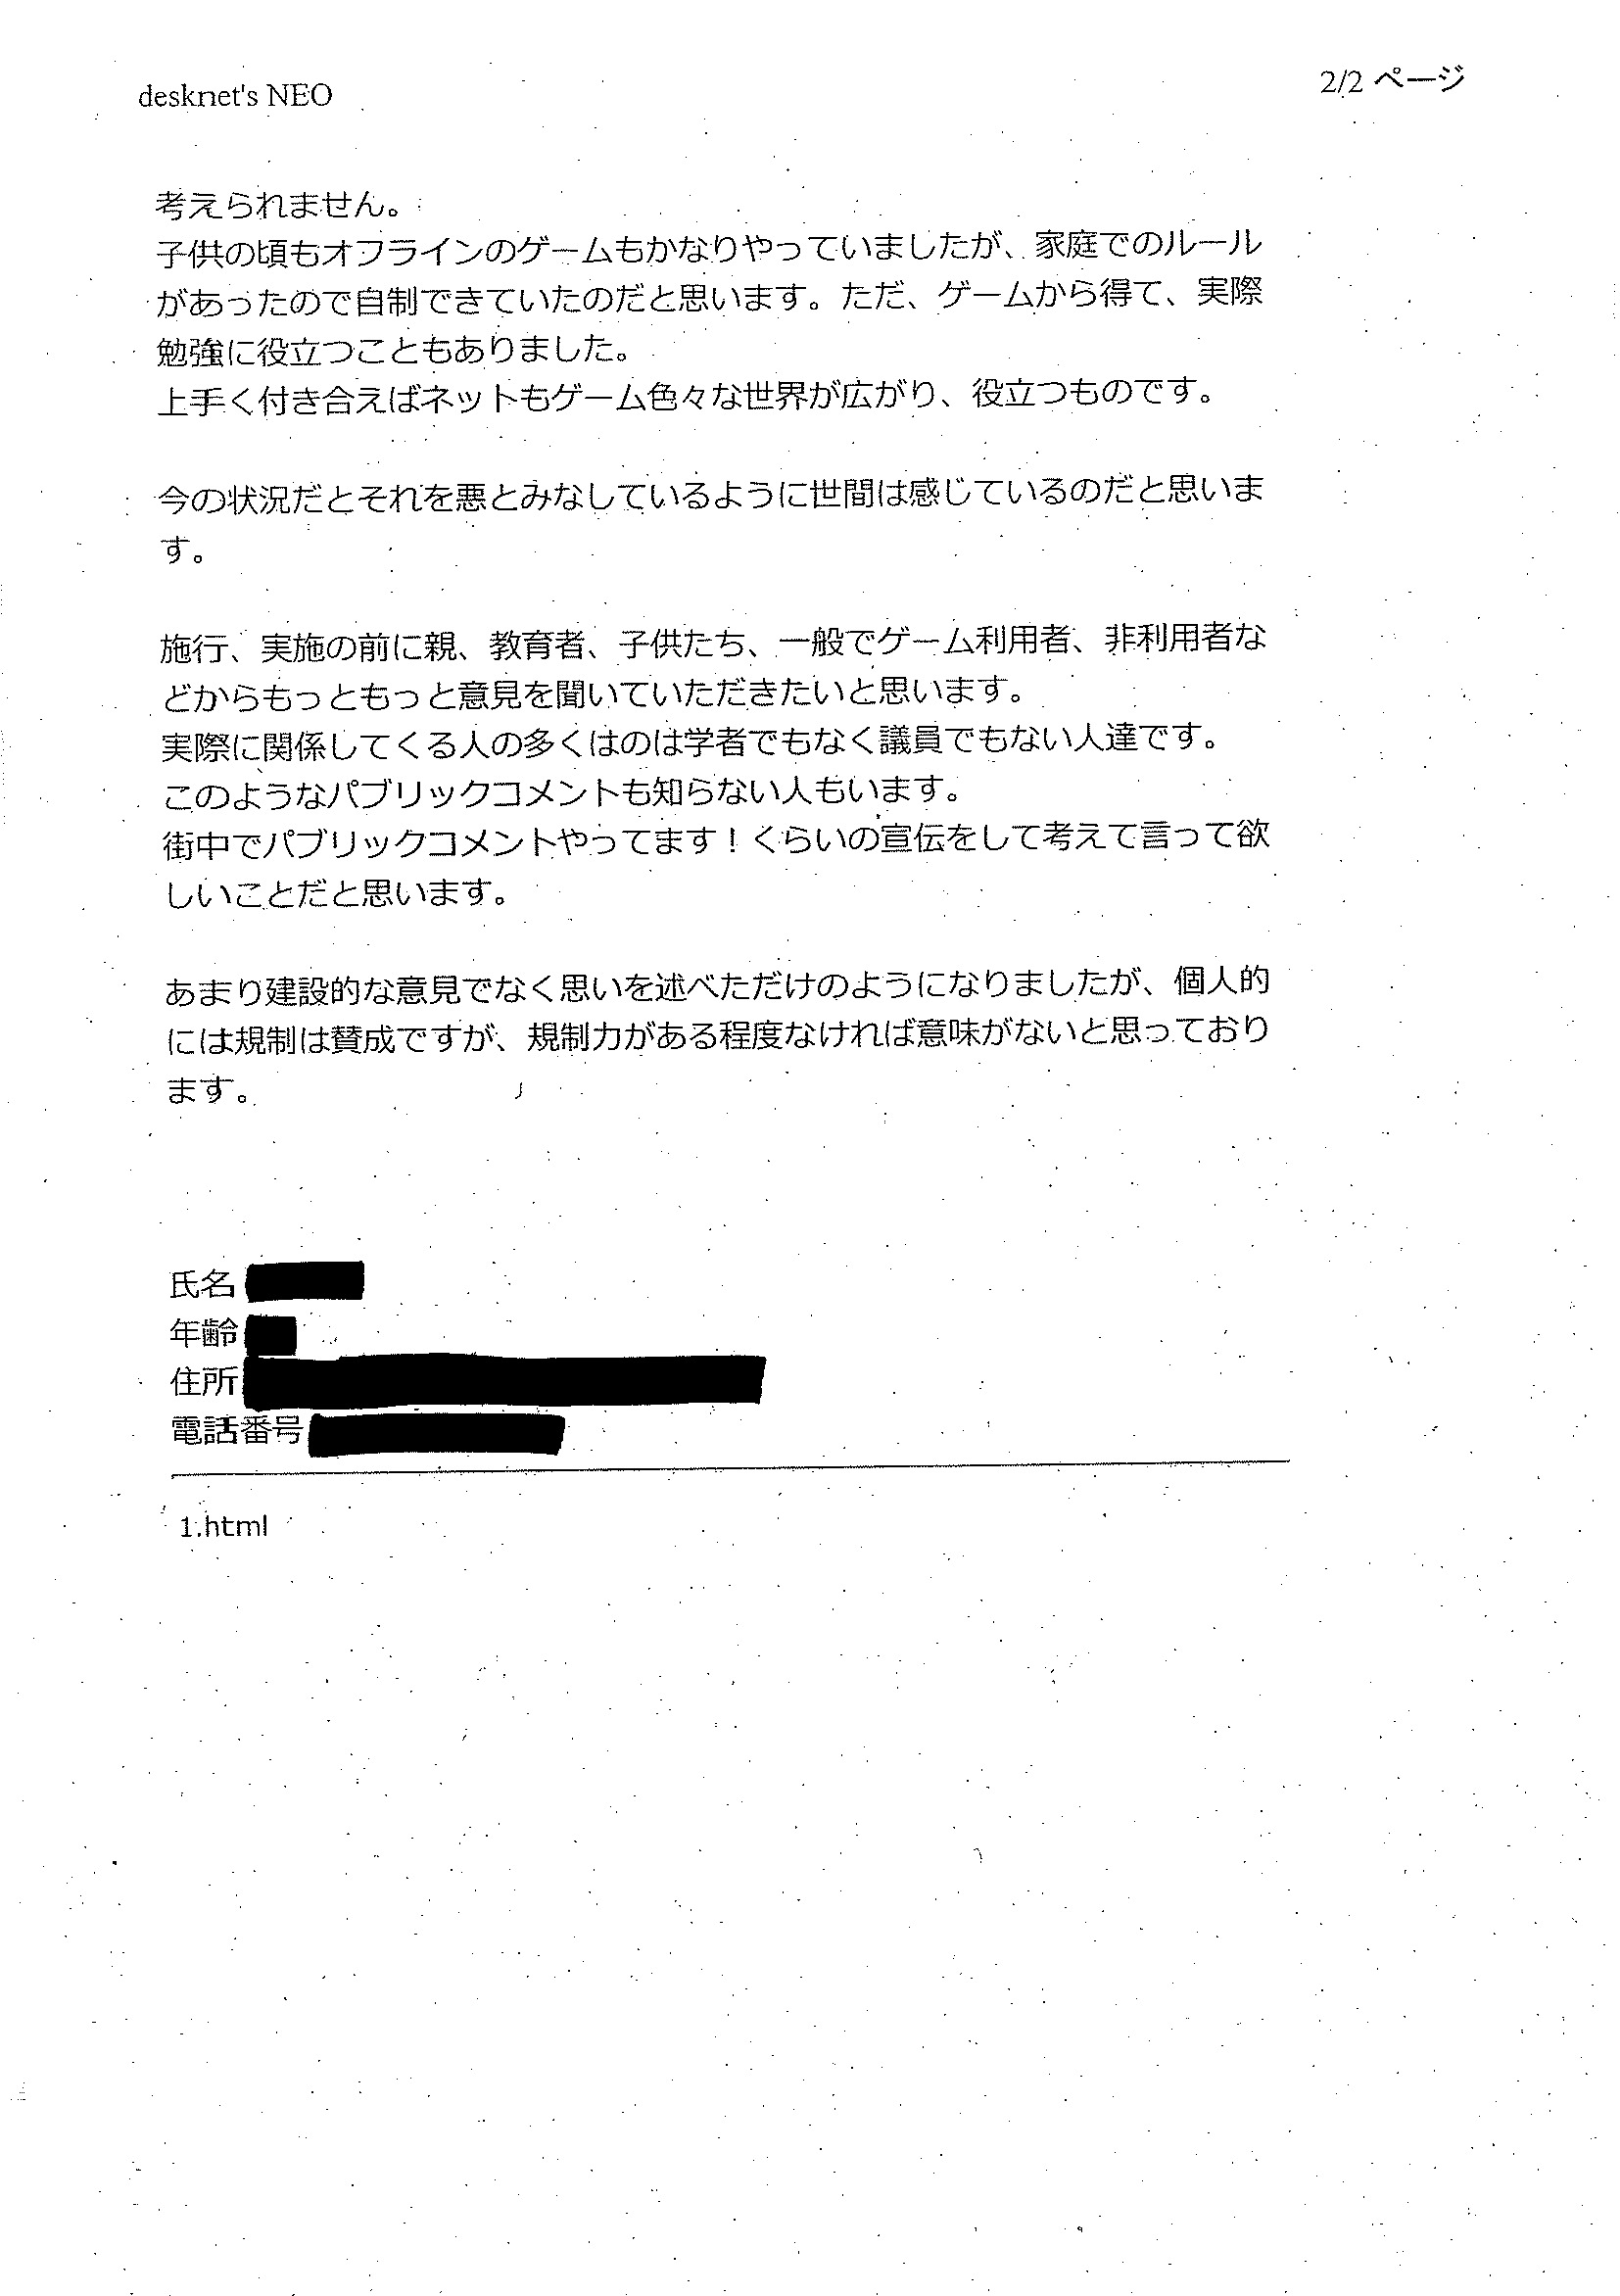 desknet's NEO
2/2 ページ
考えられません。
子供の頃もオフラインのゲームもかなりやっていましたが、家庭でのルール
があったので自制できていたのだと思います。ただ、ゲームから得て、実際
勉強に役立つこともありました。
上手く付き合えばネットもゲーム色々な世界が広がり、役立つものです。
今の状況だとそれを悪とみなしているように世間は感じているのだと思いま
す。
施行、実施の前に親、教育者、子供たち、一般でゲーム利用者、非利用者な
どからもっともっと意見を聞いていただきたいと思います。
実際に関係してくる人の多くはのは学者でもなく議員でもない人達です。
このようなパブリックコメントも知らない人もいます。
街中でパブリックコメントやってます！くらいの宣伝をして考えて言って欲
しいことだと思います。
あまり建設的な意見でなく思いを述べただけのようになりましたが、個人的
には規制は賛成ですが、規制力がある程度なければ意味がないと思っており
ます。
氏名
年齢
住所
電話番号
1.html